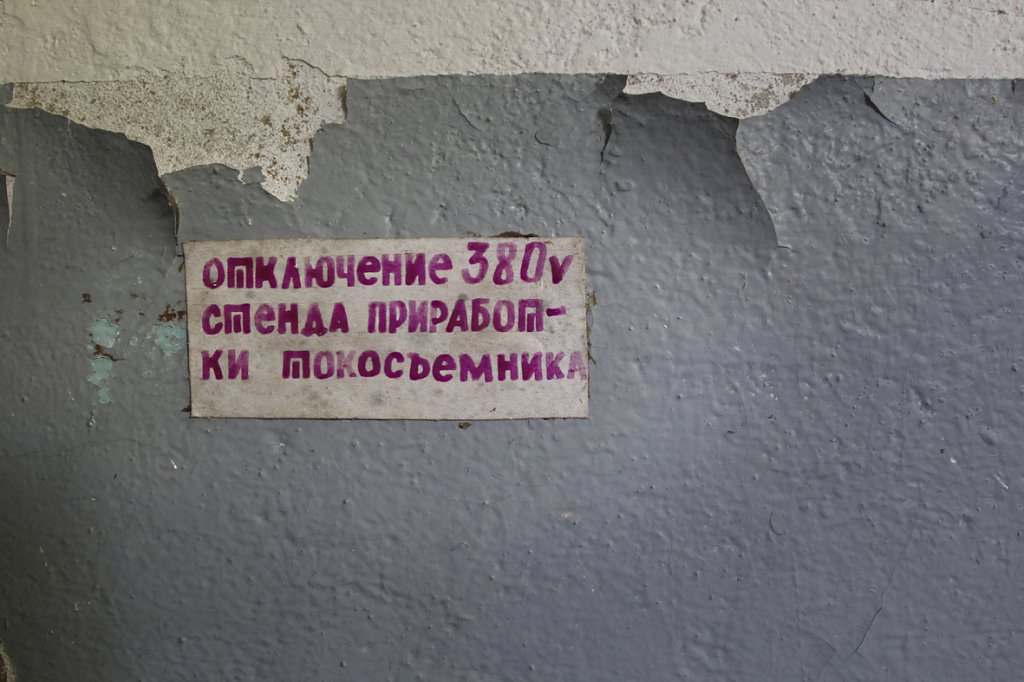 отключение 380v
стенда приработ-
ки токосъемника